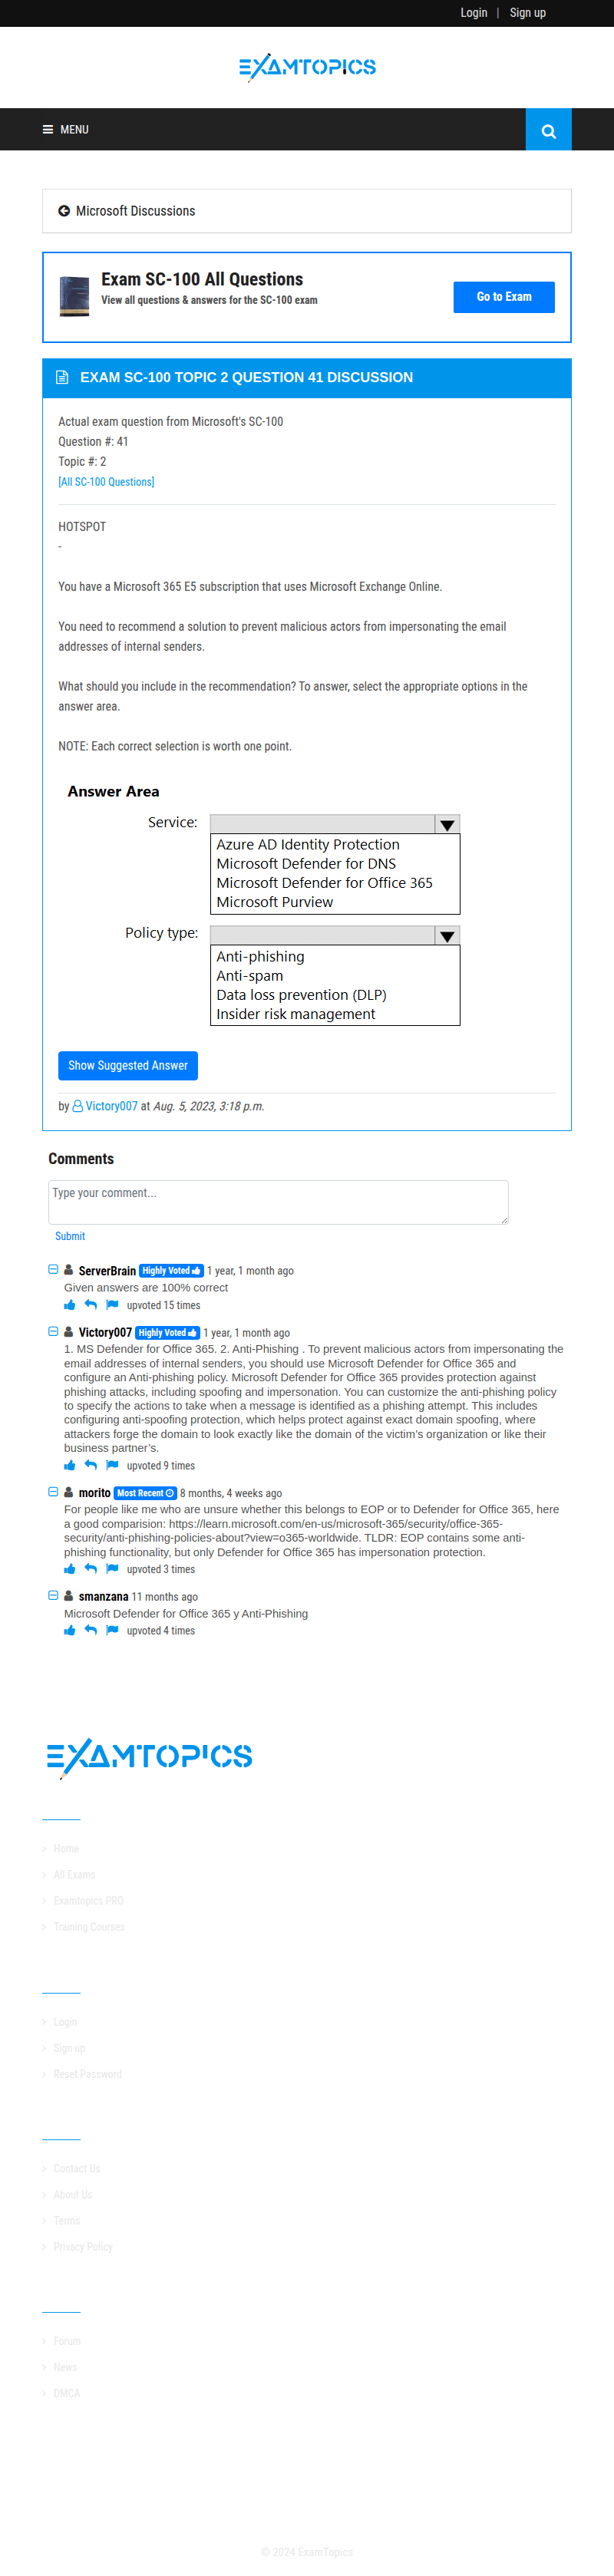 Login | Sign up
EXAMTOPICS
MENU
Microsoft Discussions
Exam SC-100 All Questions
View all questions & answers for the SC-100 exam
Go to Exam
EXAM SC-100 TOPIC 2 QUESTION 41 DISCUSSION
Actual exam question from Microsoft's SC-100
Question #: 41
Topic #: 2
[All SC-100 Questions]
HOTSPOT
-
You have a Microsoft 365 E5 subscription that uses Microsoft Exchange Online.
You need to recommend a solution to prevent malicious actors from impersonating the email
addresses of internal senders.
What should you include in the recommendation? To answer, select the appropriate options in the
answer area.
NOTE: Each correct selection is worth one point.
Answer Area
Service:
Azure AD Identity Protection
Microsoft Defender for DNS
Microsoft Defender for Office 365
Microsoft Purview
Policy type:
Anti-phishing
Anti-spam
Data loss prevention (DLP)
Insider risk management
Show Suggested Answer
by Victory007 at Aug. 5, 2023, 3:18 p.m.
Comments
Type your comment...
Submit
ServerBrain Highly Voted 1 year, 1 month ago
Given answers are 100% correct
upvoted 15 times
Victory007 Highly Voted 1 year, 1 month ago
1. MS Defender for Office 365. 2. Anti-Phishing . To prevent malicious actors from impersonating the
email addresses of internal senders, you should use Microsoft Defender for Office 365 and
configure an Anti-phishing policy. Microsoft Defender for Office 365 provides protection against
phishing attacks, including spoofing and impersonation. You can customize the anti-phishing policy
to specify the actions to take when a message is identified as a phishing attempt. This includes
configuring anti-spoofing protection, which helps protect against exact domain spoofing, where
attackers forge the domain to look exactly like the domain of the victim's organization or like their
business partner's.
upvoted 9 times
morito Most Recent 8 months, 4 weeks ago
For people like me who are unsure whether this belongs to EOP or to Defender for Office 365, here
a good comparision: https://learn.microsoft.com/en-us/microsoft-365/security/office-365-
security/anti-phishing-policies-about?view=o365-worldwide. TLDR: EOP contains some anti-
phishing functionality, but only Defender for Office 365 has impersonation protection.
upvoted 3 times
smanzana 11 months ago
Microsoft Defender for Office 365 y Anti-Phishing
upvoted 4 times
EXAMTOPICS
Home
All Exams
Examtopics PRO
Training Courses
Login
Sign up
Reset Password
Contact Us
About Us
Terms
Privacy Policy
Forum
News
DMCA
© 2024 ExamTopics